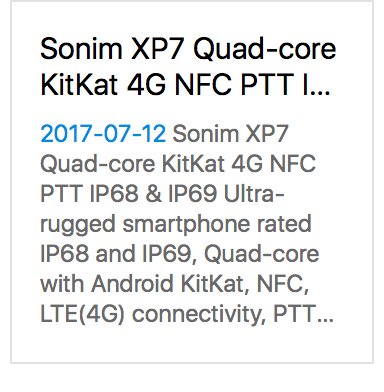 Sonim XP7 Quad-core
KitKat 4G NFC PTT I...
2017-07-12 Sonim XP7
Quad-core KitKat 4G NFC
PTT IP68 & IP69 Ultra-
rugged smartphone rated
IP68 and IP69, Quad-core
with Android KitKat, NFC,
LTE(4G) connectivity, PTT...